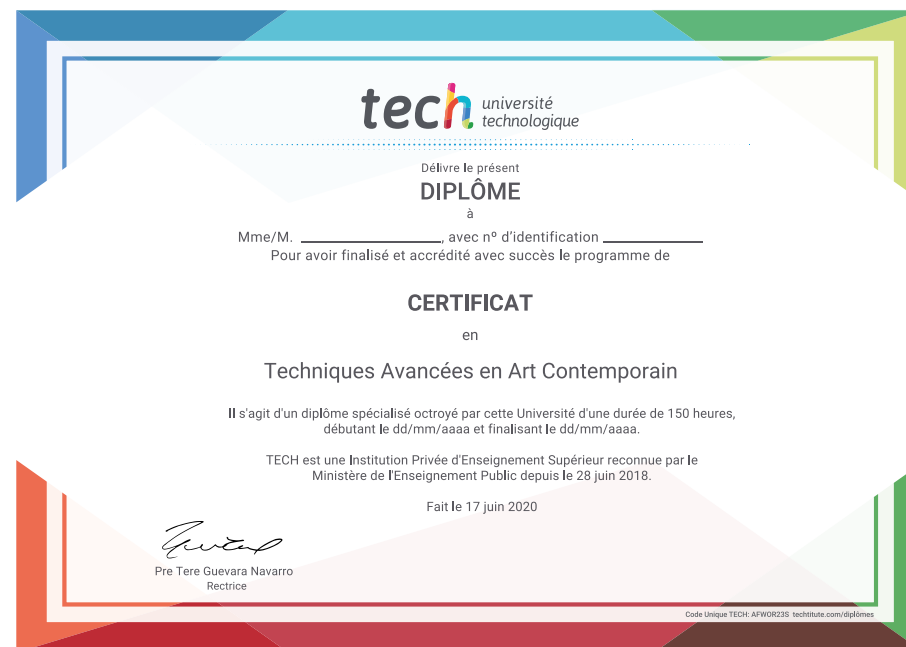 tech université
technologique
Délivre le présent
DIPLÔME
à
Mme/M. ____________________, avec nº d'identification ______________
Pour avoir finalisé et accrédité avec succès le programme de
CERTIFICAT
en
Techniques Avancées en Art Contemporain
Il s'agit d'un diplôme spécialisé octroyé par cette Université d'une durée de 150 heures,
débutant le dd/mm/aaaa et finalisant le dd/mm/aaaa.
TECH est une Institution Privée d'Enseignement Supérieur reconnue par le
Ministère de l'Enseignement Public depuis le 28 juin 2018.
Fait le 17 juin 2020
Pre Tere Guevara Navarro
Rectrice
Code Unique TECH: AFWOR23S techtitute.com/diplômes